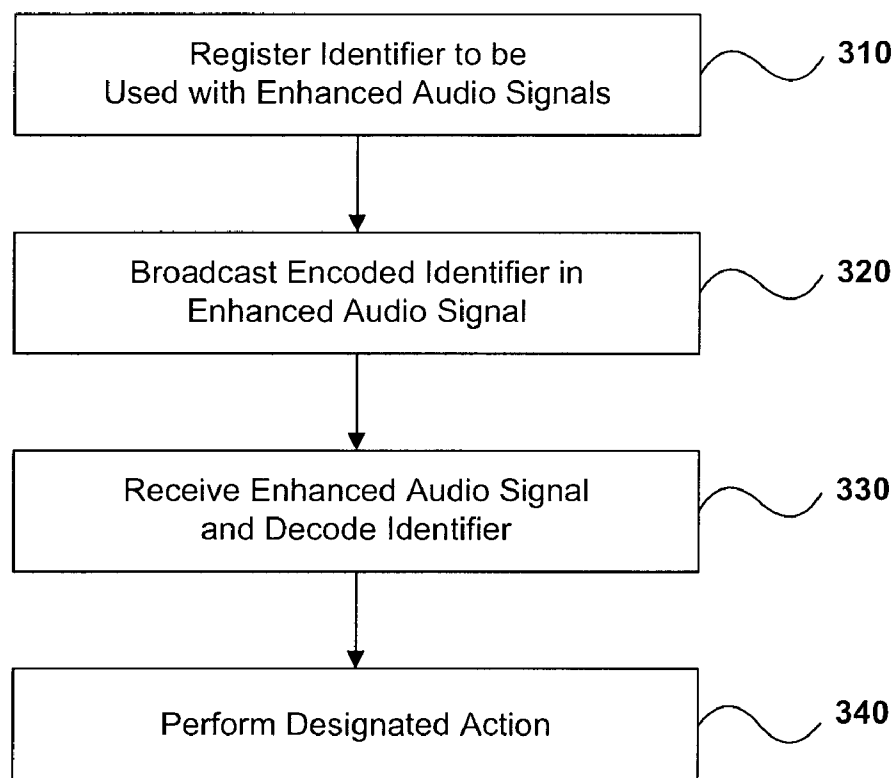 Register Identifier to be
Used with Enhanced Audio Signals
310
Broadcast Encoded Identifier in
Enhanced Audio Signal
320
Receive Enhanced Audio Signal
and Decode Identifier
330
Perform Designated Action
340